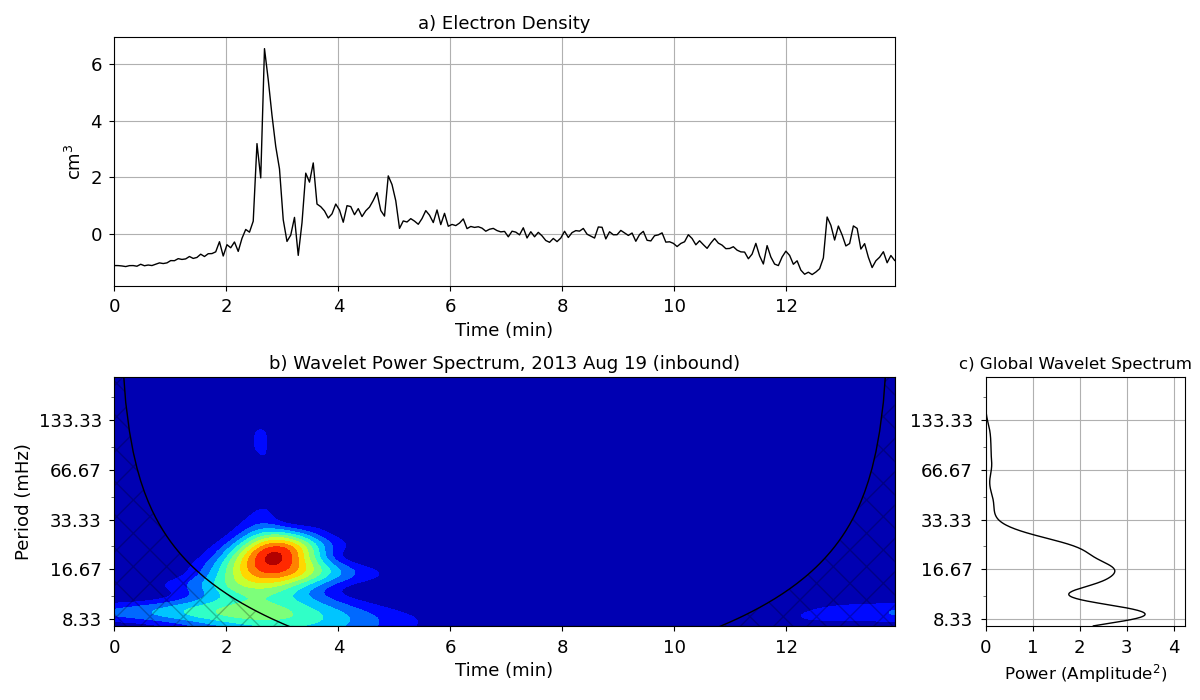 a) Electron Density
6
4
2
0
cm³
0 2 4 6 8 10 12
Time (min)
b) Wavelet Power Spectrum, 2013 Aug 19 (inbound)
133.33
66.67
33.33
16.67
8.33
Period (mHz)
0 2 4 6 8 10 12
Time (min)
c) Global Wavelet Spectrum
133.33
66.67
33.33
16.67
8.33
0 1 2 3 4
Power (Amplitude²)